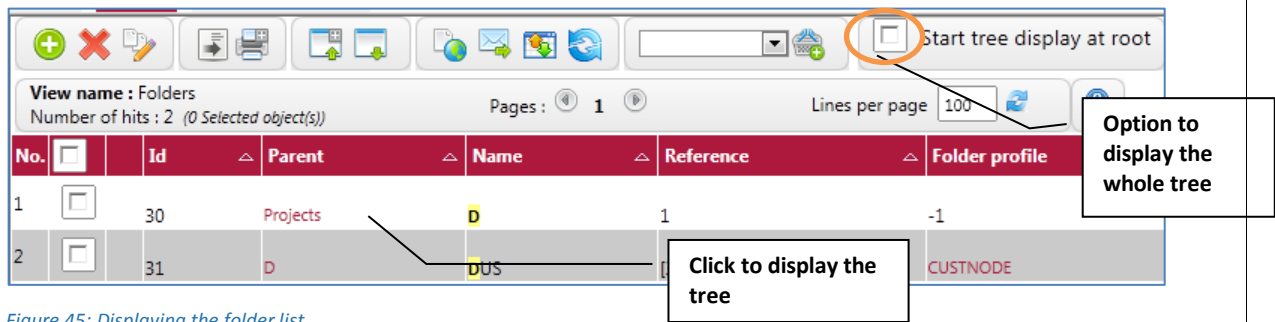 Start tree display at root
View name : Folders
Number of hits : 2 (0 Selected object(s))
Pages : 1
Lines per page 100
Option to
display the
whole tree
No. Id Parent Name Reference Folder profile
1 30 Projects D 1 -1
2 31 D DUS [ CUSTNODE
Click to display the
tree
Figure 45: Displaying the folder list